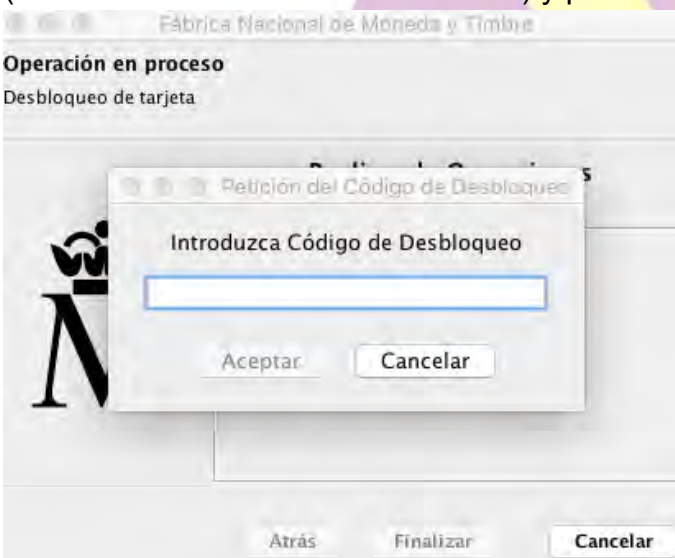 Fábrica Nacional de Moneda y Timbre
Operación en proceso
Desbloqueo de tarjeta
Petición del Código de Desbloqueo
Introduzca Código de Desbloqueo
Aceptar
Cancelar
Atrás
Finalizar
Cancelar